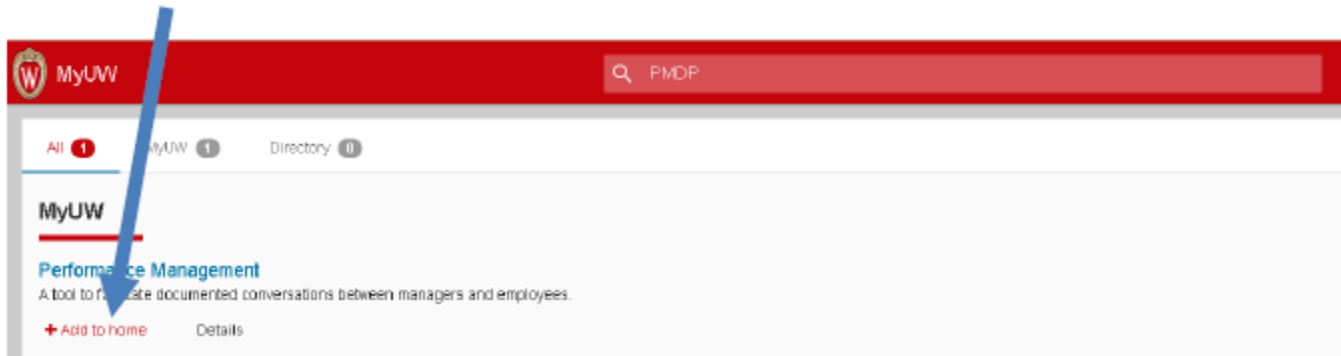 W MyUW PMDP
All 1 MyUW 1 Directory 0
MyUW
Performance Management
A tool to facilitate documented conversations between managers and employees.
+ Add to home Details